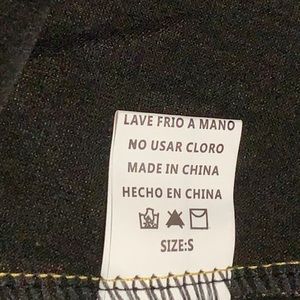 LAVE FRIO A MANO
NO USAR CLORO
MADE IN CHINA
HECHO EN CHINA
SIZE:S